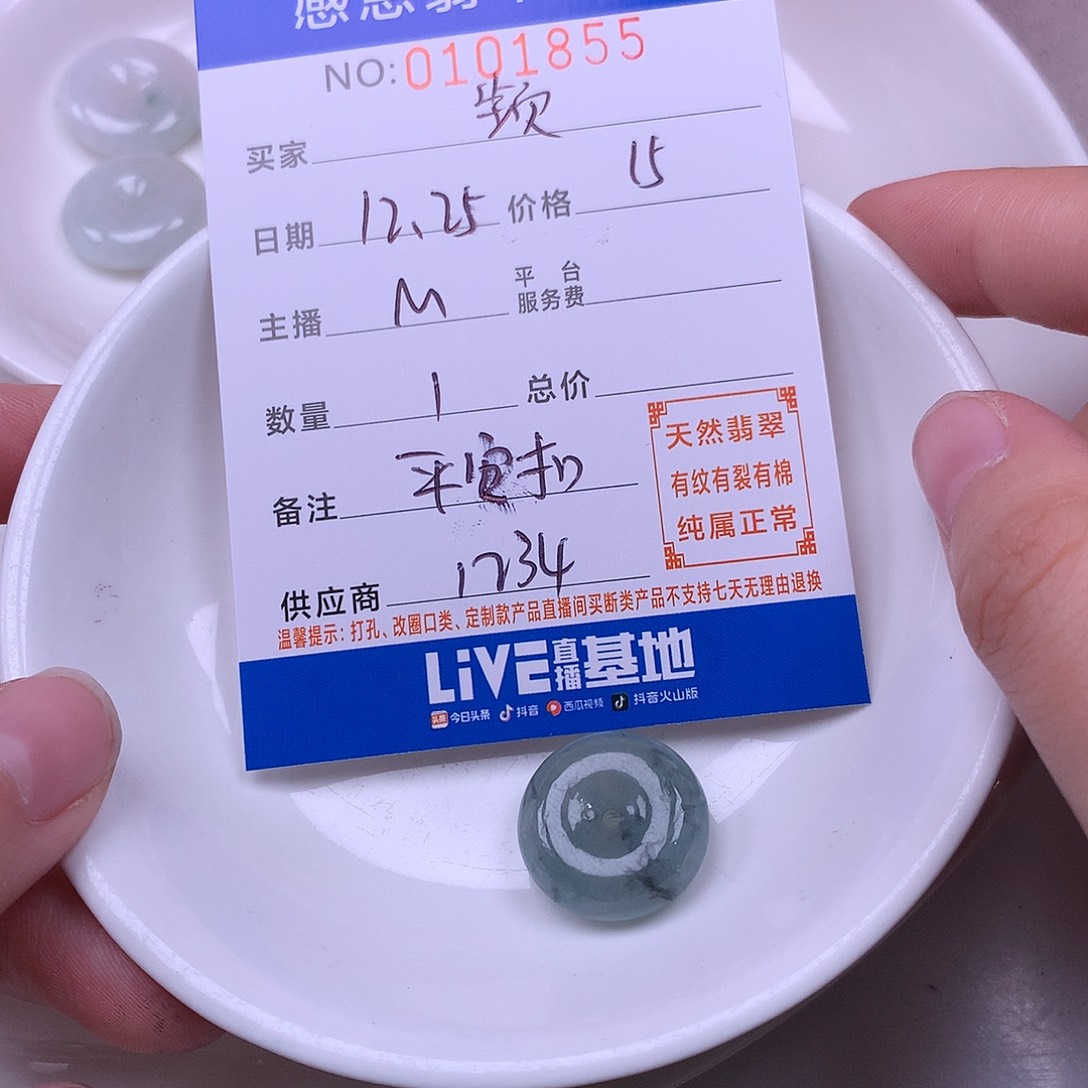 NO:0101855
买家
日期 12、25 价格 15
主播 M 平台服务费
数量 1 总价
备注 平安扣
供应商 1734
天然翡翠
有纹有裂有棉
纯属正常
温馨提示：打孔、改圈口类、定制款产品直播间买断类产品不支持七天无理由退换
LiVE直播基地
头条 今日头条 抖音 西瓜视频 抖音火山版